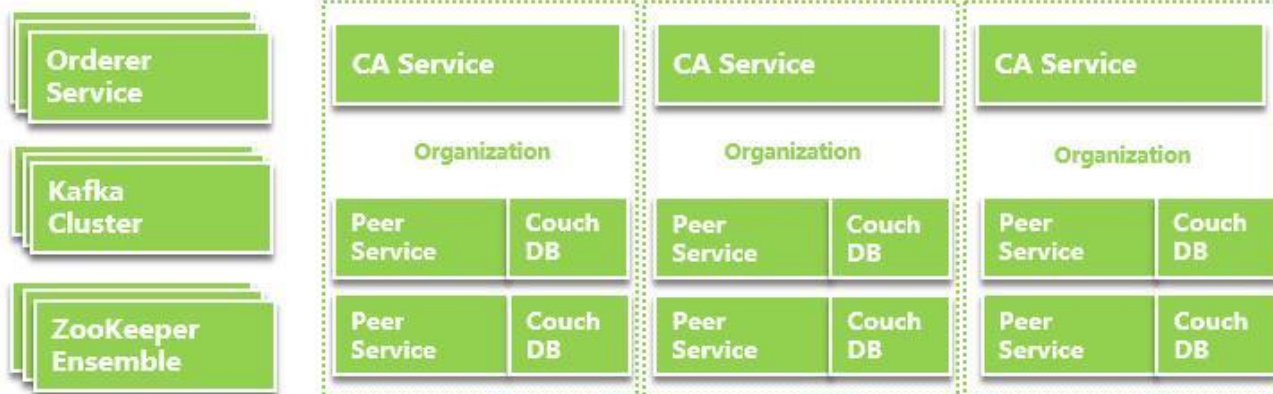 Orderer
Service
Kafka
Cluster
ZooKeeper
Ensemble
CA Service
Organization
Peer
Service
Couch
DB
Peer
Service
Couch
DB
CA Service
Organization
Peer
Service
Couch
DB
Peer
Service
Couch
DB
CA Service
Organization
Peer
Service
Couch
DB
Peer
Service
Couch
DB